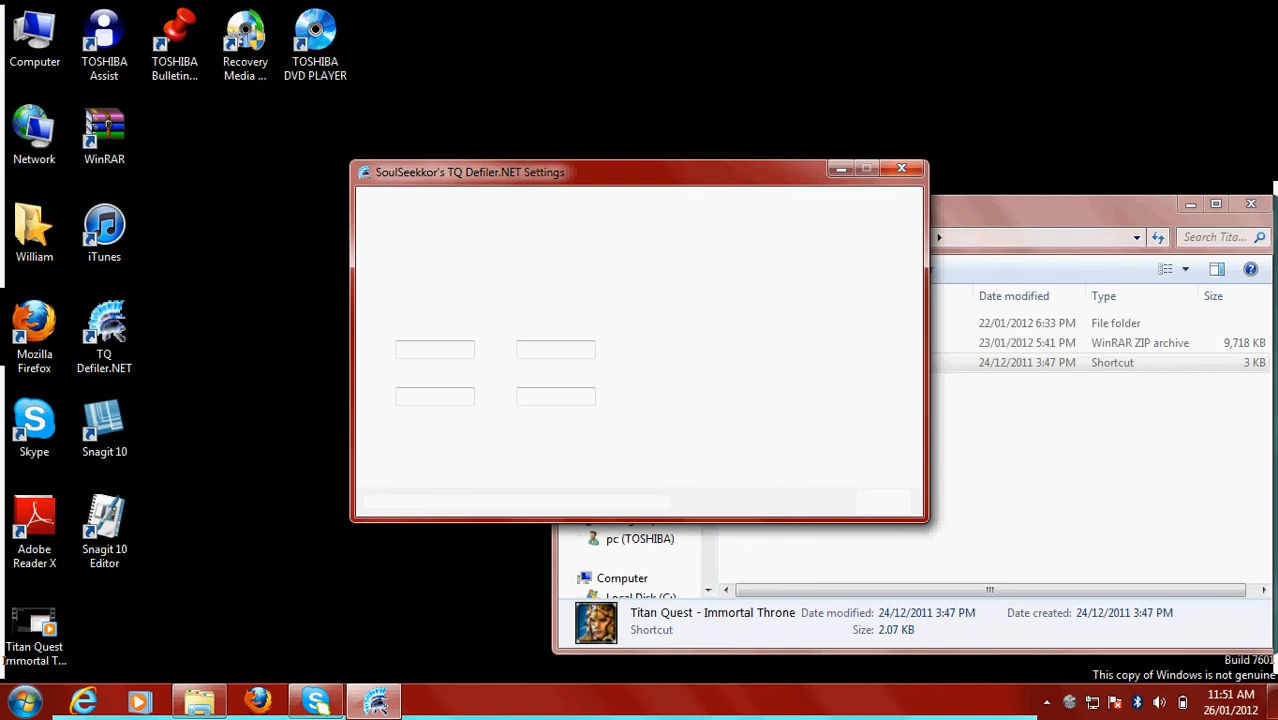 Computer
TOSHIBA
Assist
TOSHIBA
Bulletin...
Recovery
Media ...
TOSHIBA
DVD PLAYER
Network
WinRAR
William
iTunes
Mozilla
Firefox
TQ
Defiler.NET
Skype
Snagit 10
Adobe
Reader X
Snagit 10
Editor
Titan Quest
Immortal T...
SoulSeekkor's TQ Defiler.NET Settings
Search Tita...
Date modified Type Size
22/01/2012 6:33 PM File folder
23/01/2012 5:41 PM WinRAR ZIP archive 9,718 KB
24/12/2011 3:47 PM Shortcut 3 KB
pc (TOSHIBA)
Computer
Local Disk (C:)
Titan Quest - Immortal Throne Date modified: 24/12/2011 3:47 PM Date created: 24/12/2011 3:47 PM
Shortcut Size: 2.07 KB
Build 7601
This copy of Windows is not genuine
11:51 AM
26/01/2012